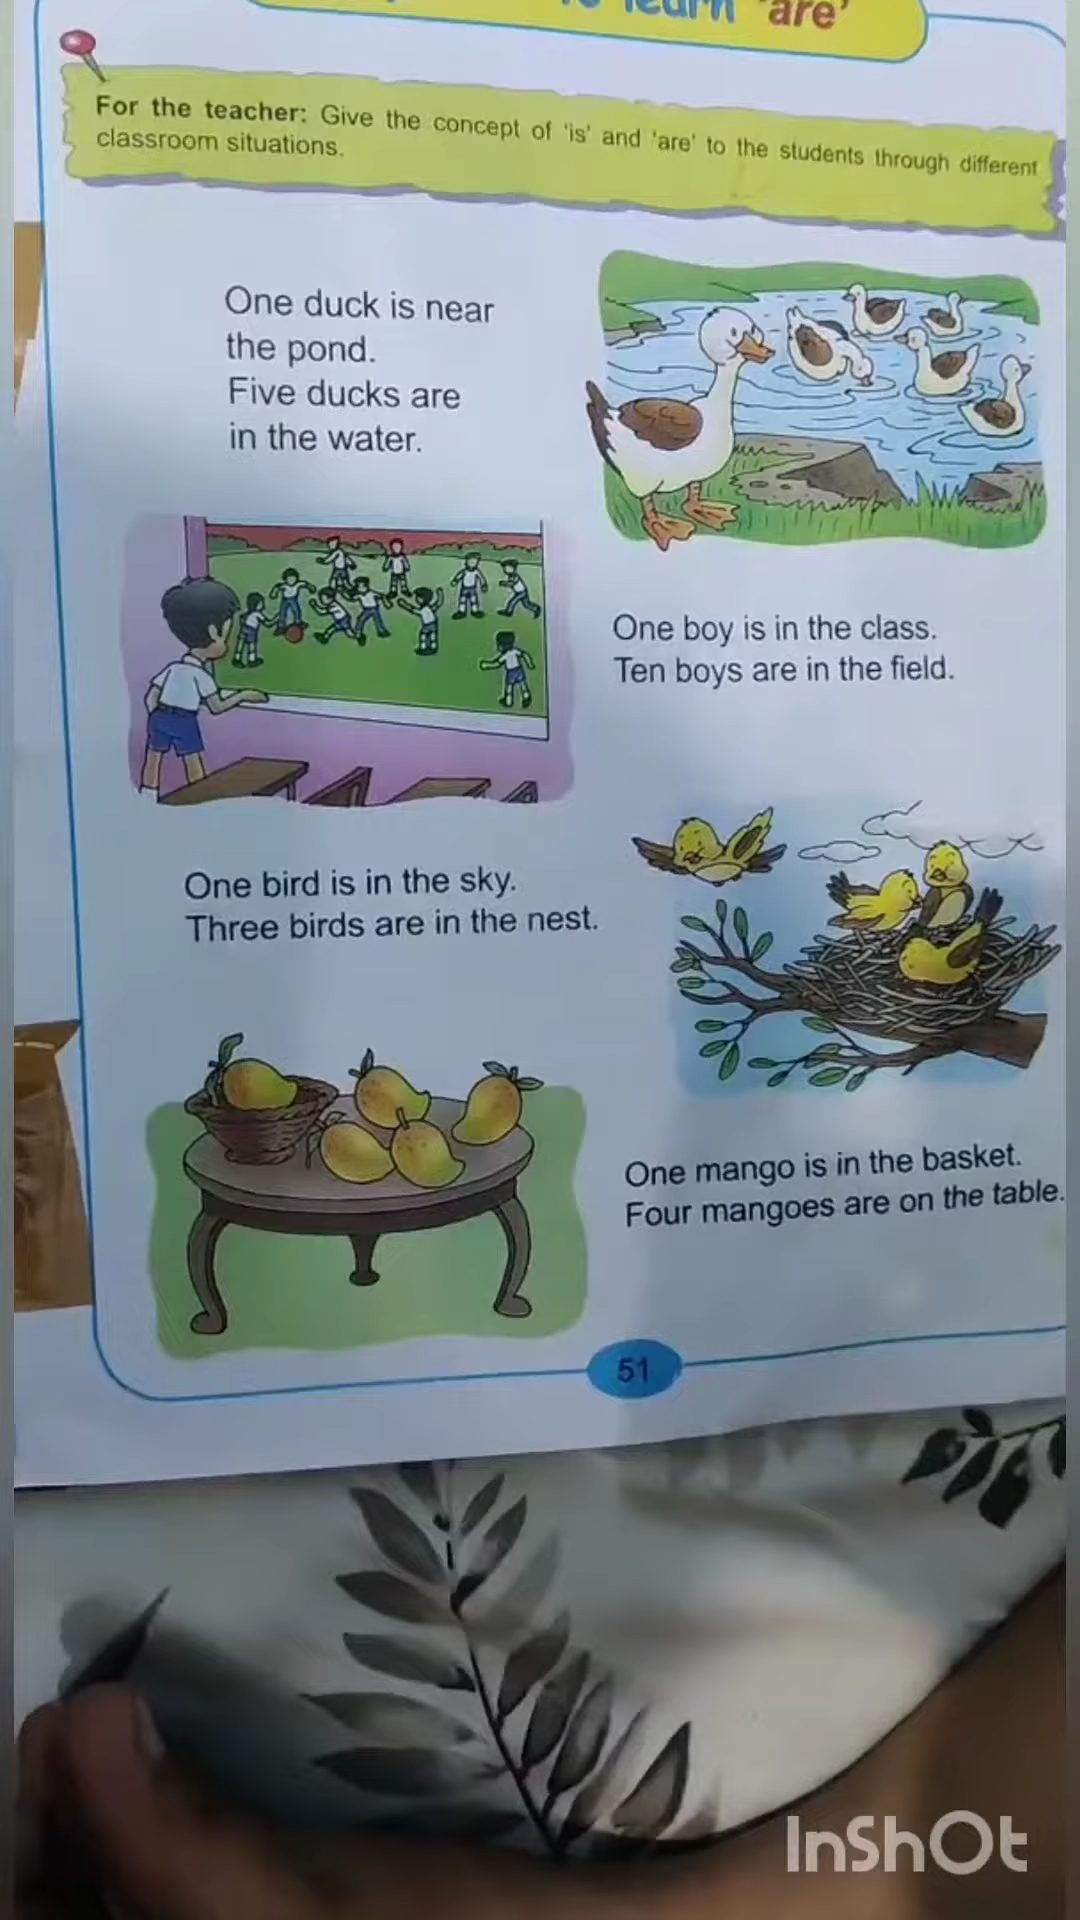 to learn 'are'
For the teacher: Give the concept of 'is' and 'are' to the students through different
classroom situations.
One duck is near
the pond.
Five ducks are
in the water.
One boy is in the class.
Ten boys are in the field.
One bird is in the sky.
Three birds are in the nest.
One mango is in the basket.
Four mangoes are on the table.
51
InShOt